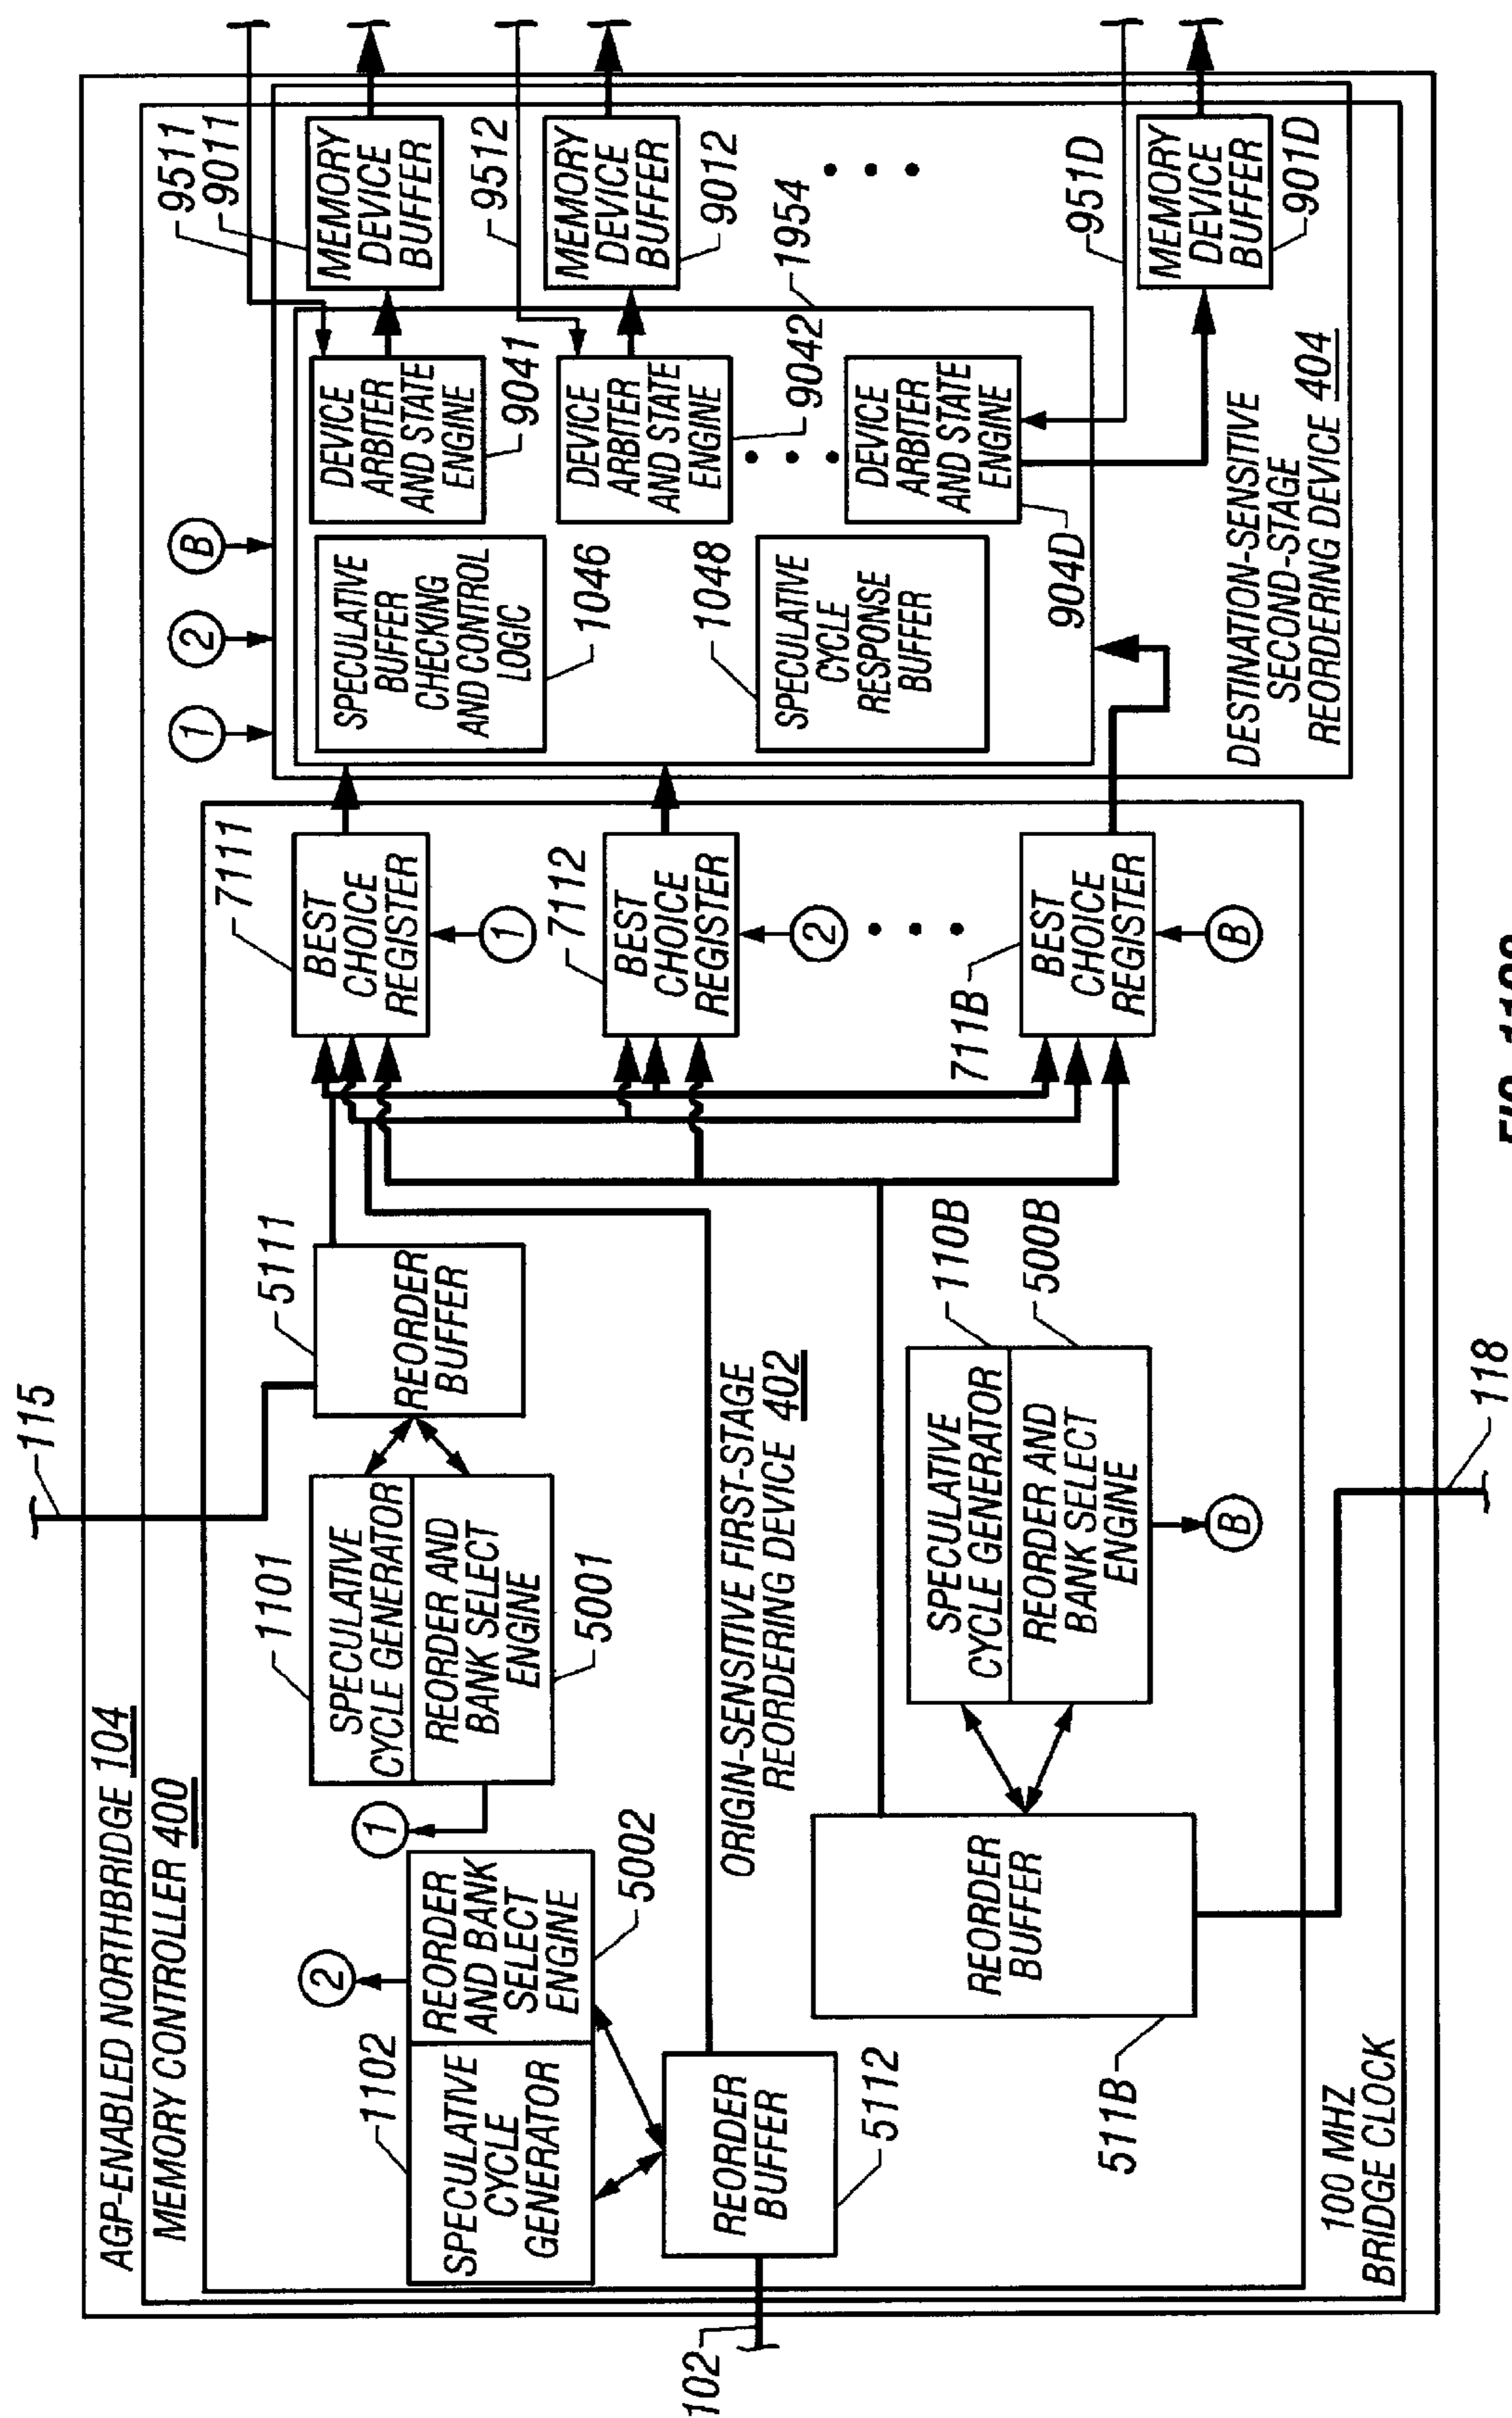 AGP-ENABLED NORTHBRIDGE 104
MEMORY CONTROLLER 400
102
115
118
1102
SPECULATIVE
CYCLE
GENERATOR
REORDER
AND BANK
SELECT
ENGINE
5002
2
REORDER
BUFFER
5112
1
1101
SPECULATIVE
CYCLE GENERATOR
REORDER AND
BANK SELECT
ENGINE
5001
5111
REORDER
BUFFER
ORIGIN-SENSITIVE FIRST-STAGE
REORDERING DEVICE 402
REORDER
BUFFER
511B
SPECULATIVE
CYCLE GENERATOR
REORDER AND
BANK SELECT
ENGINE
110B
500B
B
100 MHZ
BRIDGE CLOCK
7111
BEST
CHOICE
REGISTER
1
7112
BEST
CHOICE
REGISTER
2
711B
BEST
CHOICE
REGISTER
B
1
2
B
SPECULATIVE
BUFFER
CHECKING
AND CONTROL
LOGIC
1046
1048
SPECULATIVE
CYCLE
RESPONSE
BUFFER
DEVICE
ARBITER
AND STATE
ENGINE
9041
DEVICE
ARBITER
AND STATE
ENGINE
9042
DEVICE
ARBITER
AND STATE
ENGINE
904D
1954
9511
9011
MEMORY
DEVICE
BUFFER
9512
MEMORY
DEVICE
BUFFER
9012
951D
MEMORY
DEVICE
BUFFER
901D
DESTINATION-SENSITIVE
SECOND-STAGE
REORDERING DEVICE 404